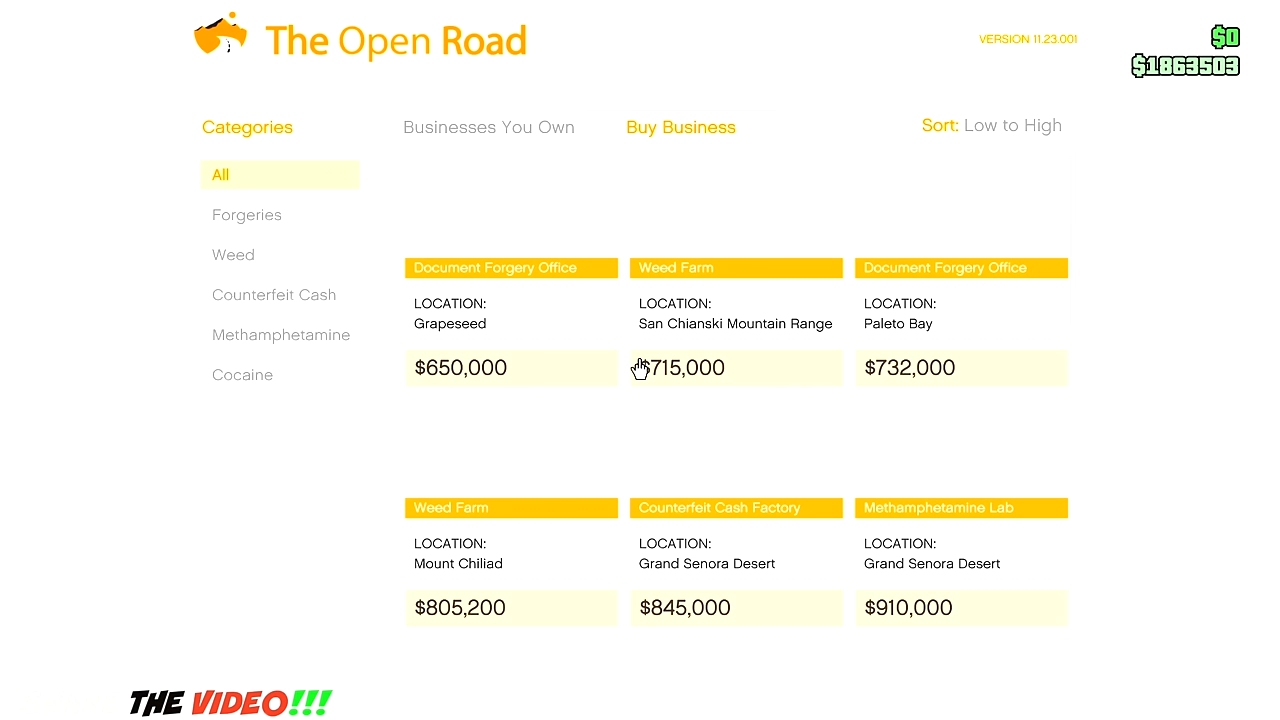 The Open Road
VERSION 11.23.001
$0
$1863503
Categories
Businesses You Own
Buy Business
Sort: Low to High
All
Forgeries
Weed
Counterfeit Cash
Methamphetamine
Cocaine
Document Forgery Office
LOCATION:
Grapeseed
$650,000
Weed Farm
LOCATION:
San Chianski Mountain Range
$715,000
Document Forgery Office
LOCATION:
Paleto Bay
$732,000
Weed Farm
LOCATION:
Mount Chiliad
$805,200
Counterfeit Cash Factory
LOCATION:
Grand Senora Desert
$845,000
Methamphetamine Lab
LOCATION:
Grand Senora Desert
$910,000
THE VIDEO!!!